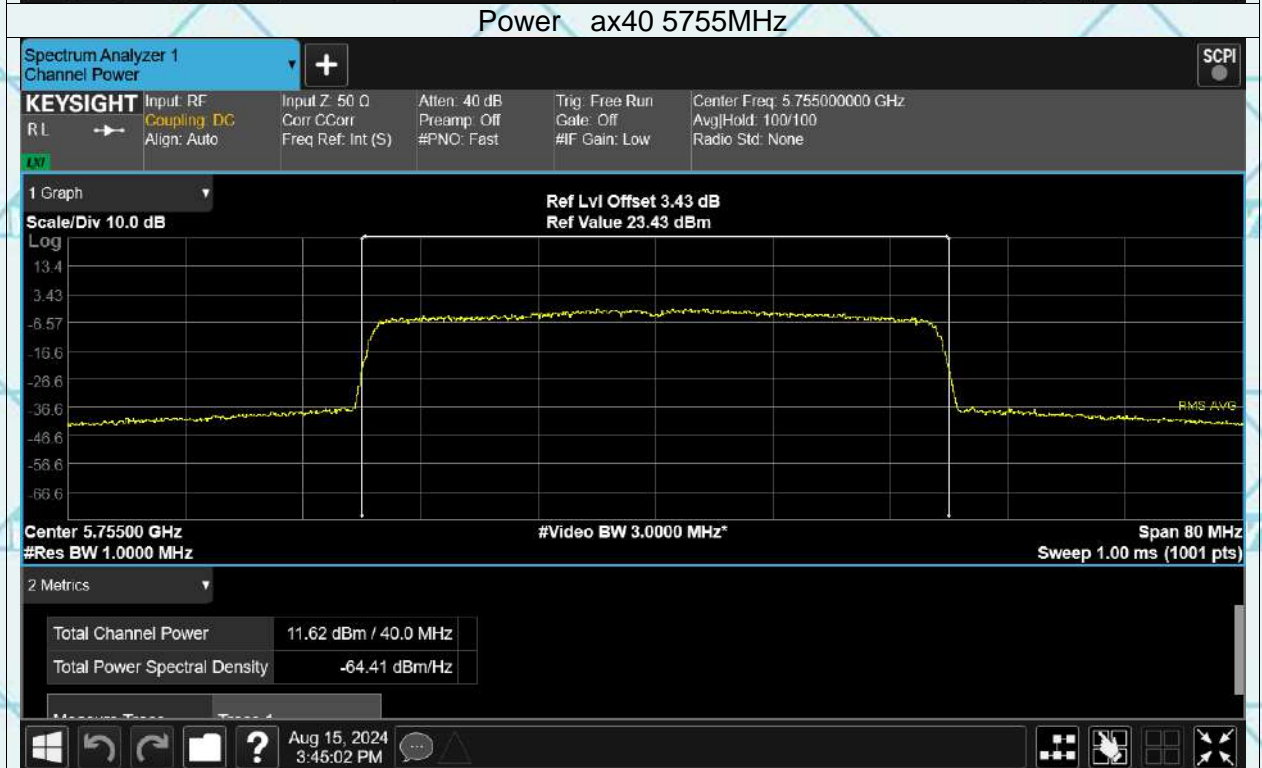 Power ax40 5755MHz
Spectrum Analyzer 1
Channel Power
+
SCPI
KEYSIGHT
RL
LXI
Input: RF
Coupling: DC
Align: Auto
Input Z: 50 Ω
Corr CCorr
Freq Ref: Int (S)
Atten: 40 dB
Preamp: Off
#PNO: Fast
Trig: Free Run
Gate: Off
#IF Gain: Low
Center Freq: 5.755000000 GHz
Avg|Hold: 100/100
Radio Std: None
1 Graph
Scale/Div 10.0 dB
Ref Lvl Offset 3.43 dB
Ref Value 23.43 dBm
Log
13.4
3.43
-6.57
-16.6
-26.6
-36.6
RMS AVG
-46.6
-56.6
-66.6
Center 5.75500 GHz
#Video BW 3.0000 MHz*
Span 80 MHz
#Res BW 1.0000 MHz
Sweep 1.00 ms (1001 pts)
2 Metrics
Total Channel Power 11.62 dBm / 40.0 MHz
Total Power Spectral Density -64.41 dBm/Hz
?
Aug 15, 2024
3:45:02 PM